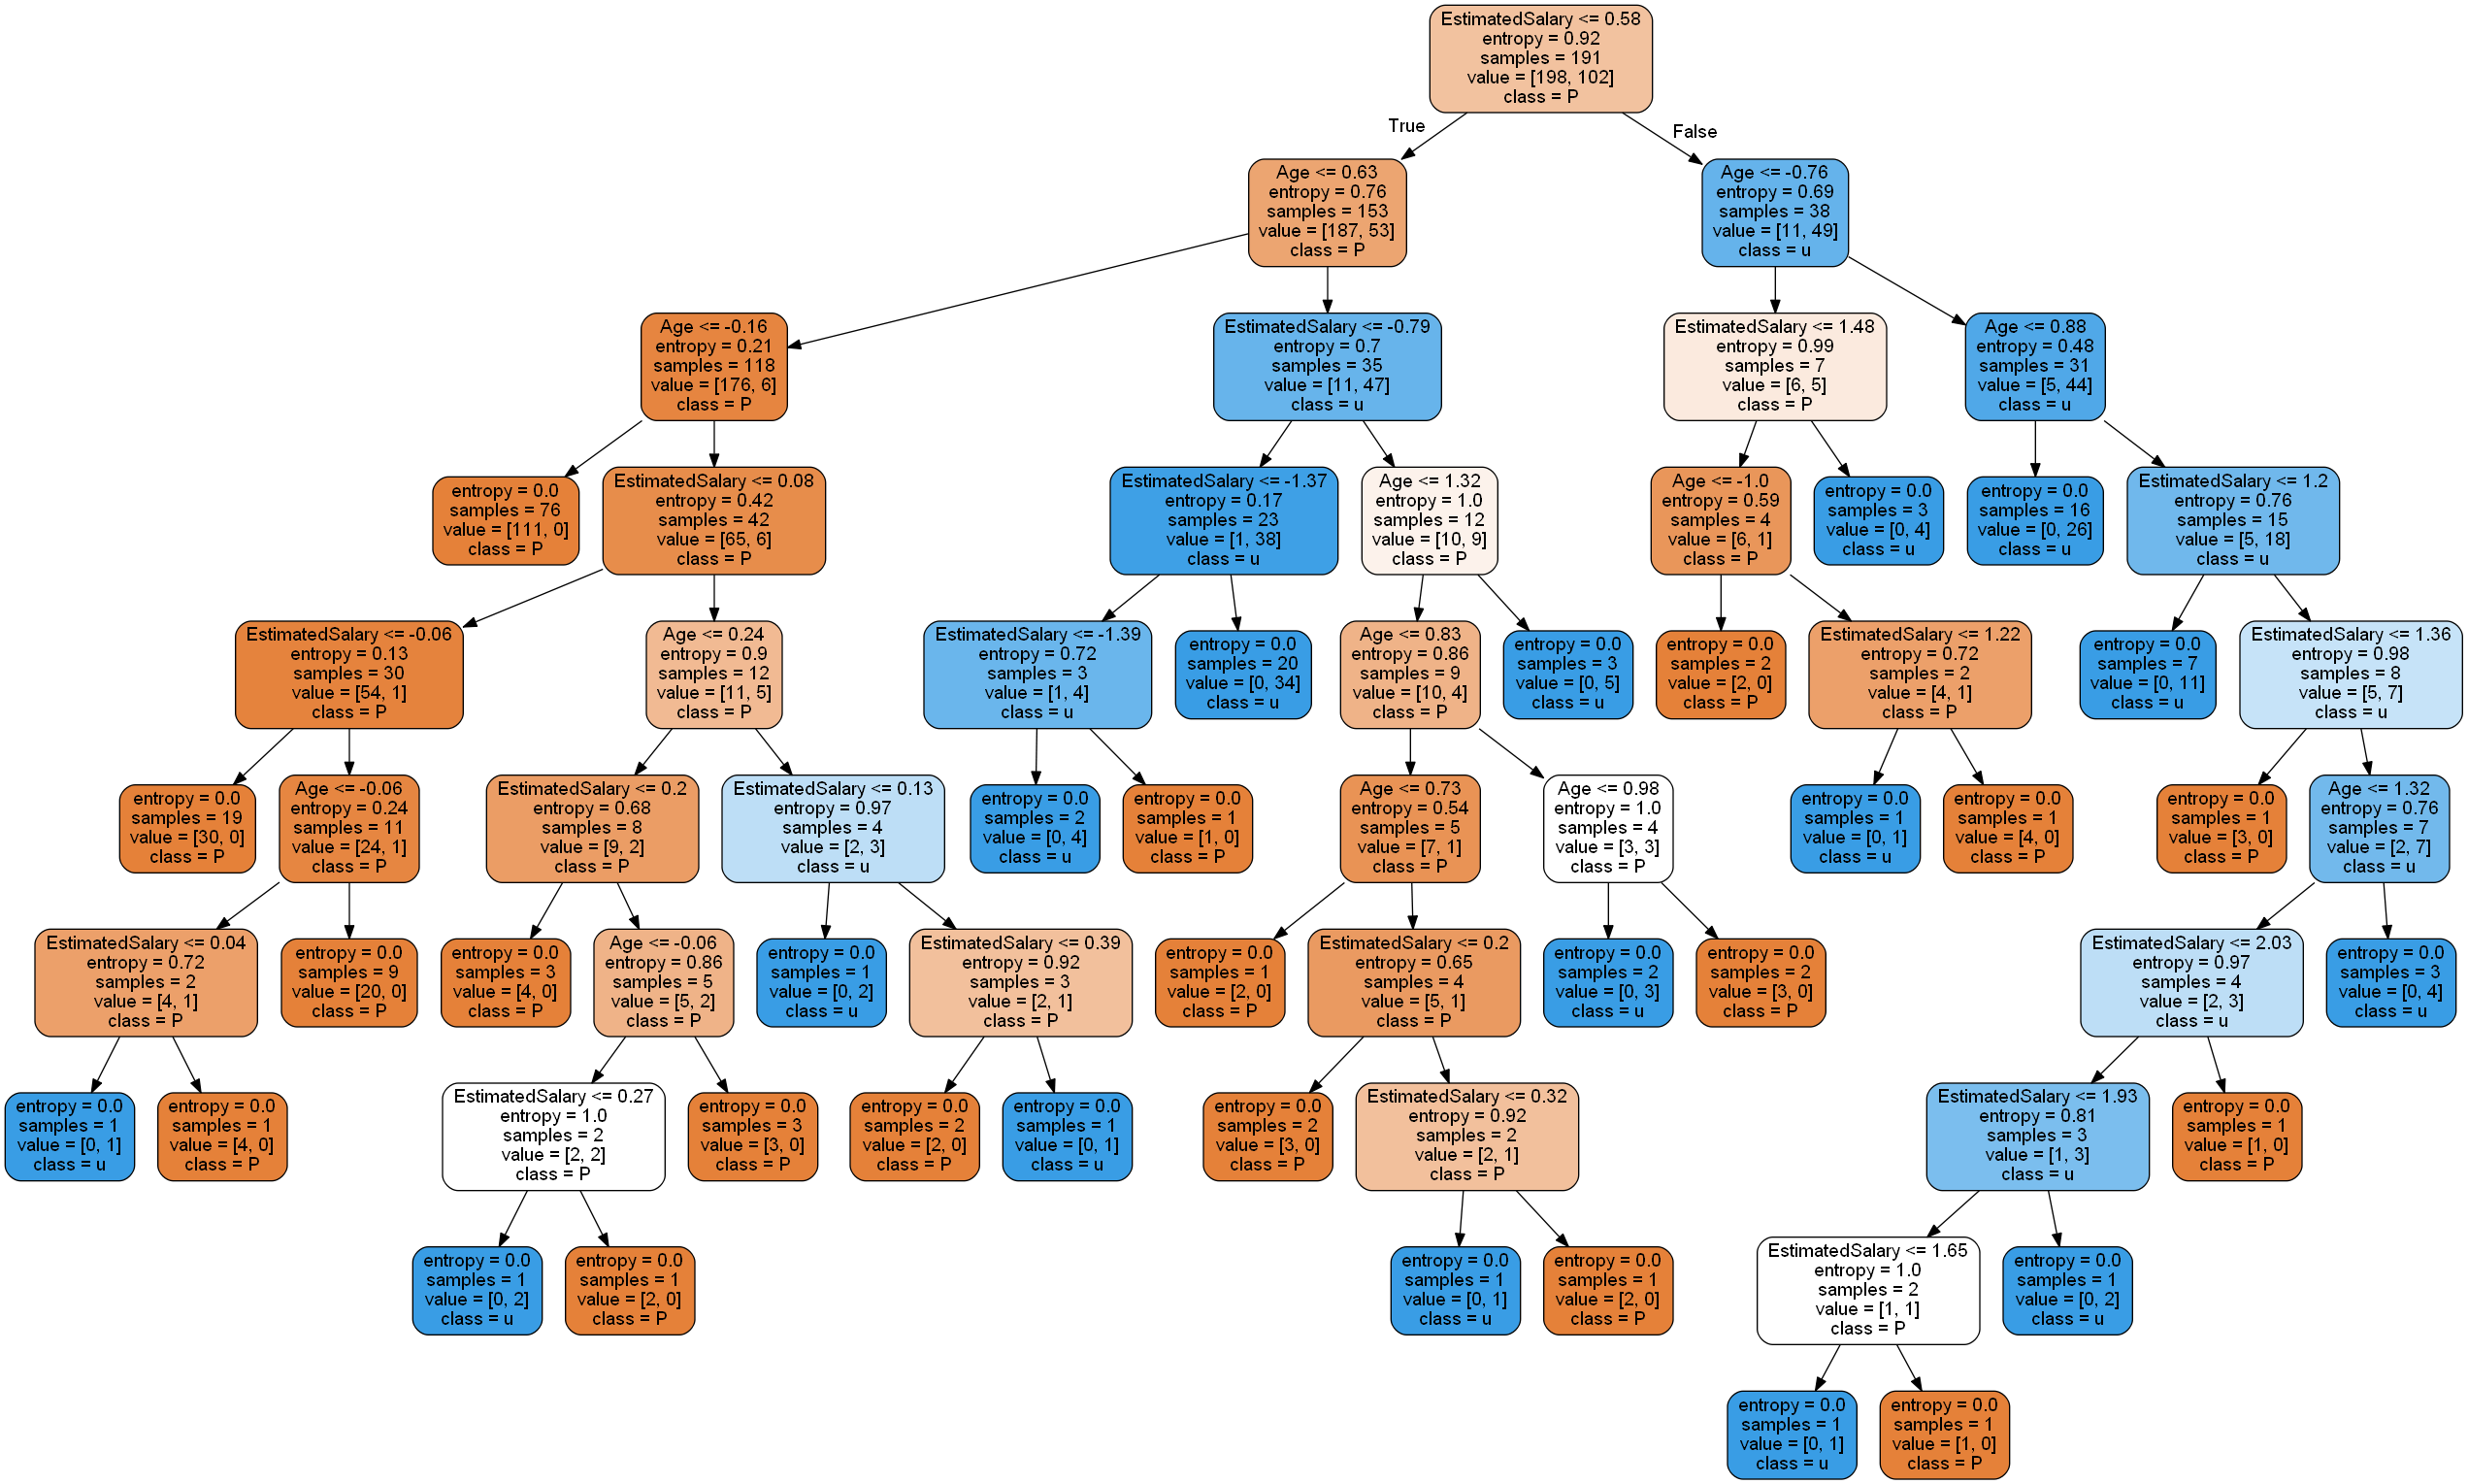 EstimatedSalary <= 0.58
entropy = 0.92
samples = 191
value = [198, 102]
class = P
True
False
Age <= 0.63
entropy = 0.76
samples = 153
value = [187, 53]
class = P
Age <= -0.76
entropy = 0.69
samples = 38
value = [11, 49]
class = u
Age <= -0.16
entropy = 0.21
samples = 118
value = [176, 6]
class = P
EstimatedSalary <= -0.79
entropy = 0.7
samples = 35
value = [11, 47]
class = u
EstimatedSalary <= 1.48
entropy = 0.99
samples = 7
value = [6, 5]
class = P
Age <= 0.88
entropy = 0.48
samples = 31
value = [5, 44]
class = u
entropy = 0.0
samples = 76
value = [111, 0]
class = P
EstimatedSalary <= 0.08
entropy = 0.42
samples = 42
value = [65, 6]
class = P
EstimatedSalary <= -1.37
entropy = 0.17
samples = 23
value = [1, 38]
class = u
Age <= 1.32
entropy = 1.0
samples = 12
value = [10, 9]
class = P
Age <= -1.0
entropy = 0.59
samples = 4
value = [6, 1]
class = P
entropy = 0.0
samples = 3
value = [0, 4]
class = u
entropy = 0.0
samples = 16
value = [0, 26]
class = u
EstimatedSalary <= 1.2
entropy = 0.76
samples = 15
value = [5, 18]
class = u
EstimatedSalary <= -0.06
entropy = 0.13
samples = 30
value = [54, 1]
class = P
Age <= 0.24
entropy = 0.9
samples = 12
value = [11, 5]
class = P
EstimatedSalary <= -1.39
entropy = 0.72
samples = 3
value = [1, 4]
class = u
entropy = 0.0
samples = 20
value = [0, 34]
class = u
Age <= 0.83
entropy = 0.86
samples = 9
value = [10, 4]
class = P
entropy = 0.0
samples = 3
value = [0, 5]
class = u
entropy = 0.0
samples = 2
value = [2, 0]
class = P
EstimatedSalary <= 1.22
entropy = 0.72
samples = 2
value = [4, 1]
class = P
entropy = 0.0
samples = 7
value = [0, 11]
class = u
EstimatedSalary <= 1.36
entropy = 0.98
samples = 8
value = [5, 7]
class = u
entropy = 0.0
samples = 19
value = [30, 0]
class = P
Age <= -0.06
entropy = 0.24
samples = 11
value = [24, 1]
class = P
EstimatedSalary <= 0.2
entropy = 0.68
samples = 8
value = [9, 2]
class = P
EstimatedSalary <= 0.13
entropy = 0.97
samples = 4
value = [2, 3]
class = u
entropy = 0.0
samples = 2
value = [0, 4]
class = u
entropy = 0.0
samples = 1
value = [1, 0]
class = P
Age <= 0.73
entropy = 0.54
samples = 5
value = [7, 1]
class = P
Age <= 0.98
entropy = 1.0
samples = 4
value = [3, 3]
class = P
entropy = 0.0
samples = 1
value = [0, 1]
class = u
entropy = 0.0
samples = 1
value = [4, 0]
class = P
entropy = 0.0
samples = 1
value = [3, 0]
class = P
Age <= 1.32
entropy = 0.76
samples = 7
value = [2, 7]
class = u
EstimatedSalary <= 0.04
entropy = 0.72
samples = 2
value = [4, 1]
class = P
entropy = 0.0
samples = 9
value = [20, 0]
class = P
entropy = 0.0
samples = 3
value = [4, 0]
class = P
Age <= -0.06
entropy = 0.86
samples = 5
value = [5, 2]
class = P
entropy = 0.0
samples = 1
value = [0, 2]
class = u
EstimatedSalary <= 0.39
entropy = 0.92
samples = 3
value = [2, 1]
class = P
entropy = 0.0
samples = 1
value = [2, 0]
class = P
EstimatedSalary <= 0.2
entropy = 0.65
samples = 4
value = [5, 1]
class = P
entropy = 0.0
samples = 2
value = [0, 3]
class = u
entropy = 0.0
samples = 2
value = [3, 0]
class = P
EstimatedSalary <= 2.03
entropy = 0.97
samples = 4
value = [2, 3]
class = u
entropy = 0.0
samples = 3
value = [0, 4]
class = u
entropy = 0.0
samples = 1
value = [0, 1]
class = u
entropy = 0.0
samples = 1
value = [4, 0]
class = P
EstimatedSalary <= 0.27
entropy = 1.0
samples = 2
value = [2, 2]
class = P
entropy = 0.0
samples = 3
value = [3, 0]
class = P
entropy = 0.0
samples = 2
value = [2, 0]
class = P
entropy = 0.0
samples = 1
value = [0, 1]
class = u
entropy = 0.0
samples = 2
value = [3, 0]
class = P
EstimatedSalary <= 0.32
entropy = 0.92
samples = 2
value = [2, 1]
class = P
EstimatedSalary <= 1.93
entropy = 0.81
samples = 3
value = [1, 3]
class = u
entropy = 0.0
samples = 1
value = [1, 0]
class = P
entropy = 0.0
samples = 1
value = [0, 2]
class = u
entropy = 0.0
samples = 1
value = [2, 0]
class = P
entropy = 0.0
samples = 1
value = [0, 1]
class = u
entropy = 0.0
samples = 1
value = [2, 0]
class = P
EstimatedSalary <= 1.65
entropy = 1.0
samples = 2
value = [1, 1]
class = P
entropy = 0.0
samples = 1
value = [0, 2]
class = u
entropy = 0.0
samples = 1
value = [0, 1]
class = u
entropy = 0.0
samples = 1
value = [1, 0]
class = P